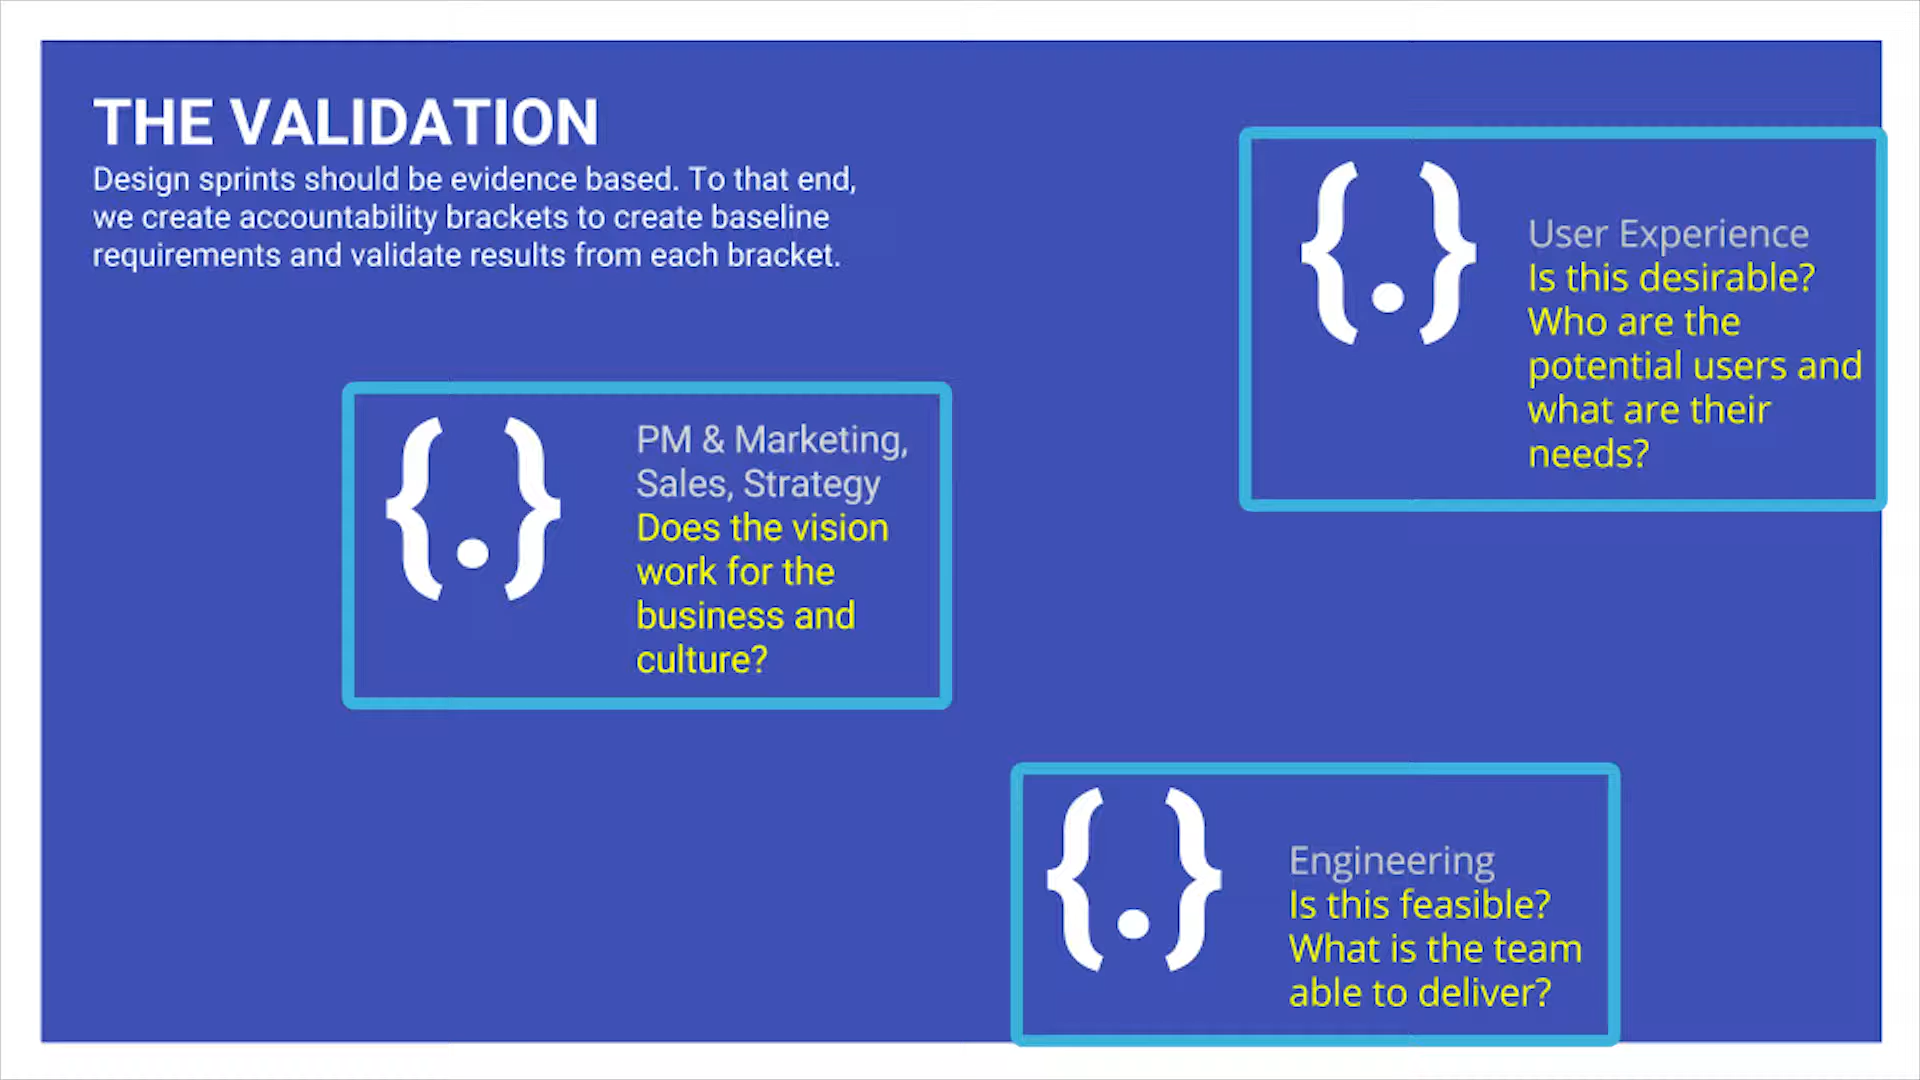 THE VALIDATION
Design sprints should be evidence based. To that end,
we create accountability brackets to create baseline
requirements and validate results from each bracket.
{.}
User Experience
Is this desirable?
Who are the
potential users and
what are their
needs?
{.}
PM & Marketing,
Sales, Strategy
Does the vision
work for the
business and
culture?
{.}
Engineering
Is this feasible?
What is the team
able to deliver?